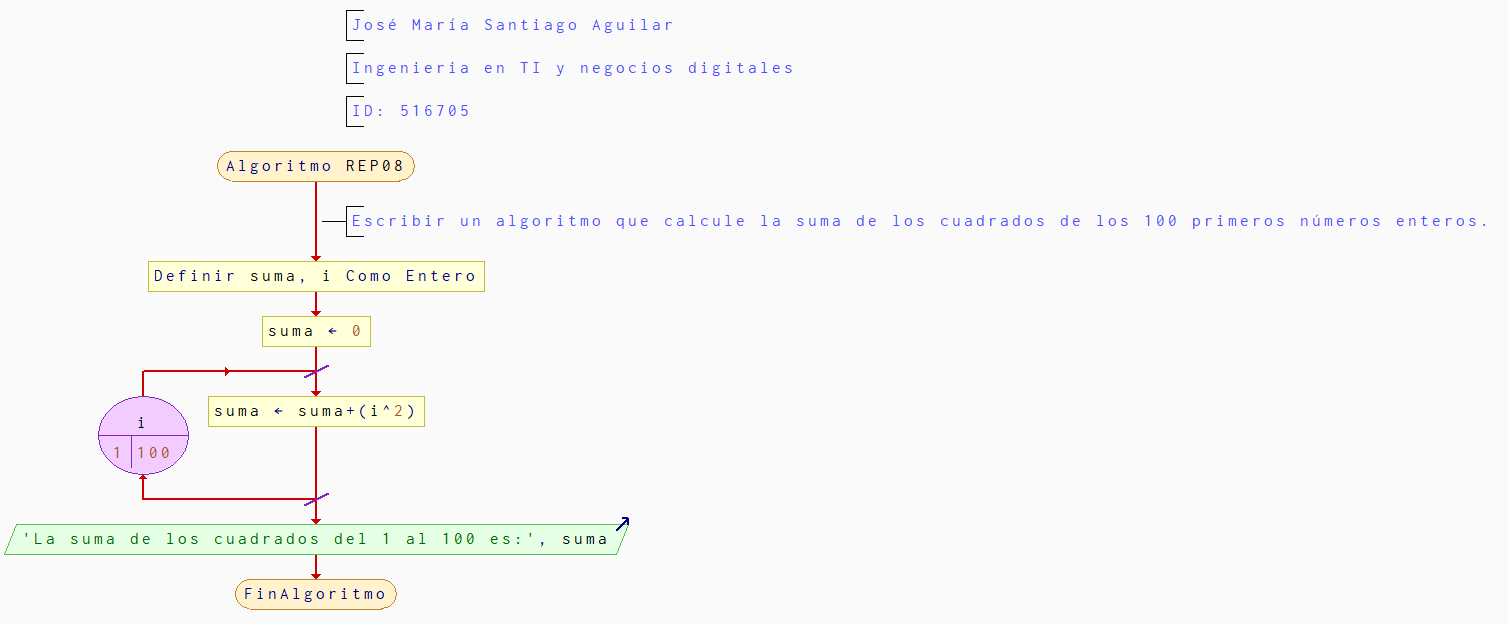 José María Santiago Aguilar
Ingenieria en TI y negocios digitales
ID: 516705
Algoritmo REP08
Escribir un algoritmo que calcule la suma de los cuadrados de los 100 primeros números enteros.
Definir suma, i Como Entero
suma ← 0
suma ← suma+(i^2)
i
1 100
'La suma de los cuadrados del 1 al 100 es:', suma
FinAlgoritmo